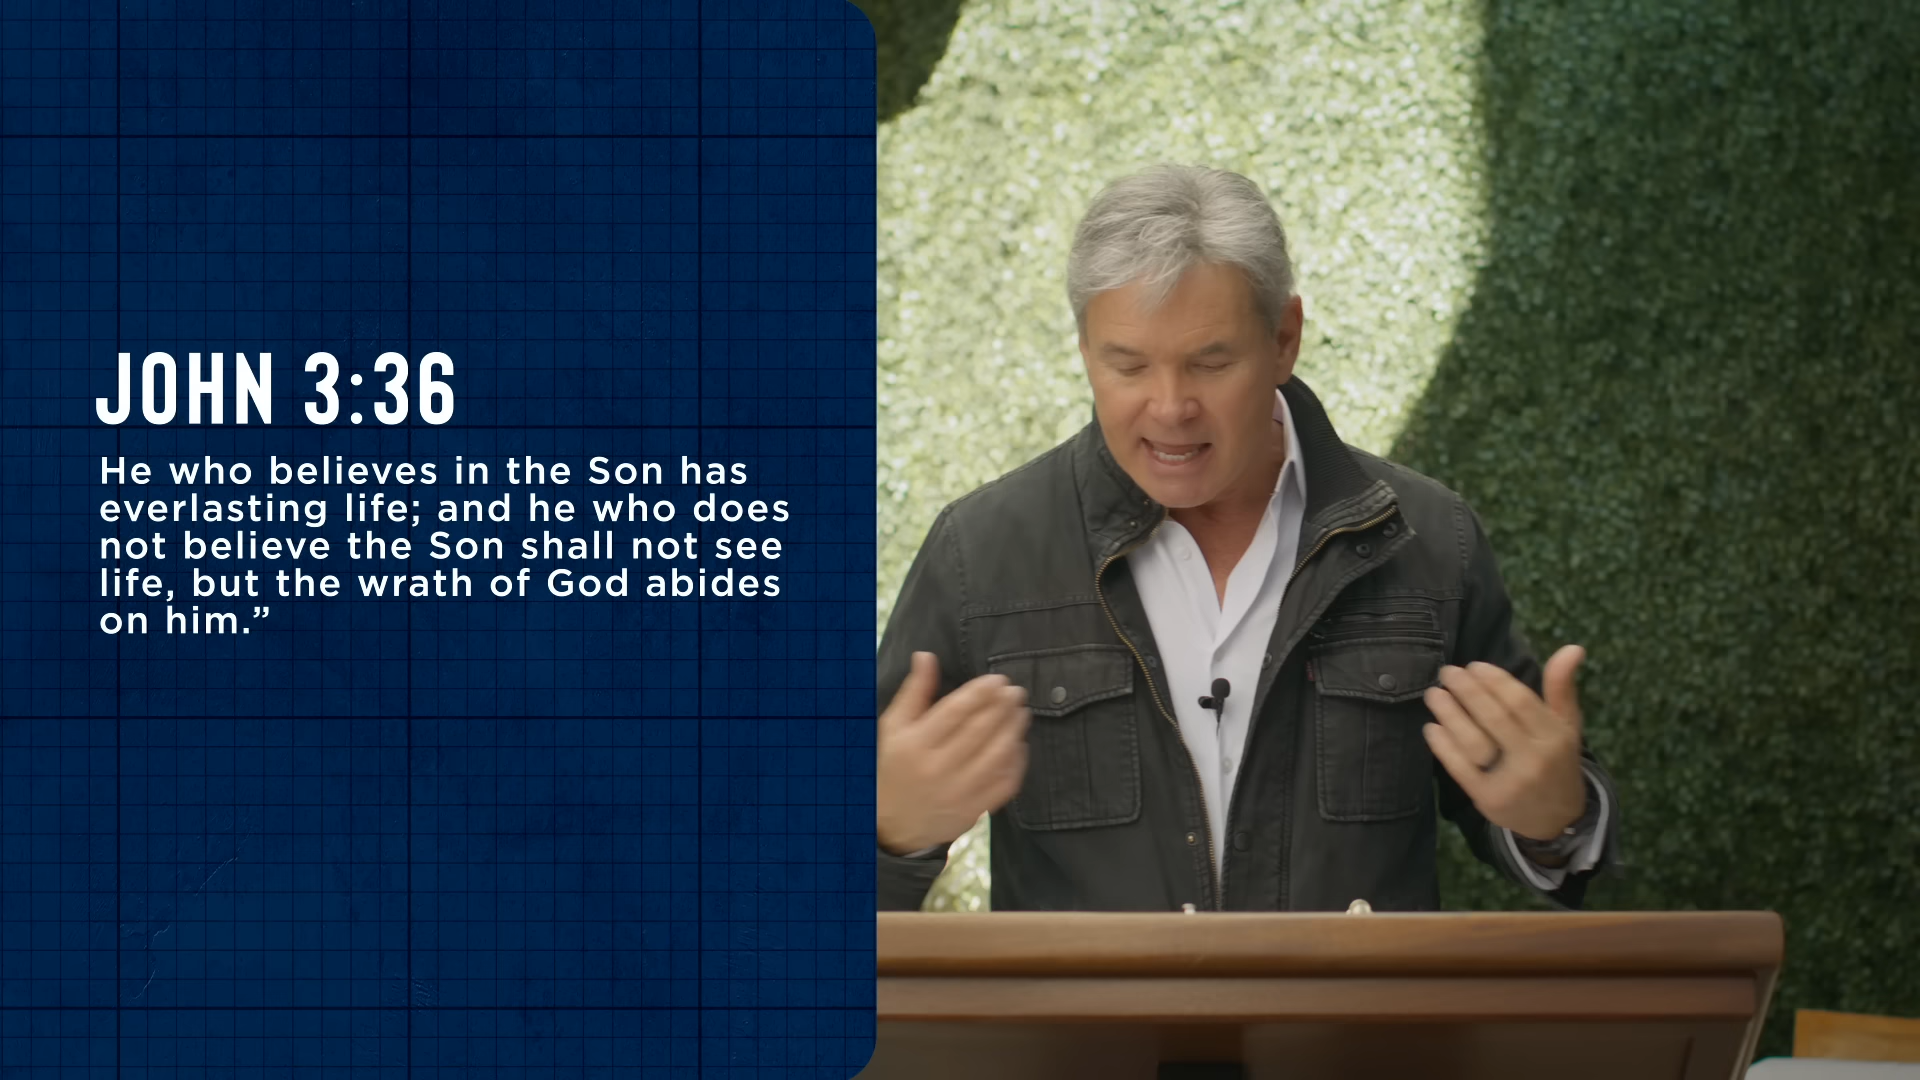 JOHN 3:36
He who believes in the Son has
everlasting life; and he who does
not believe the Son shall not see
life, but the wrath of God abides
on him.”